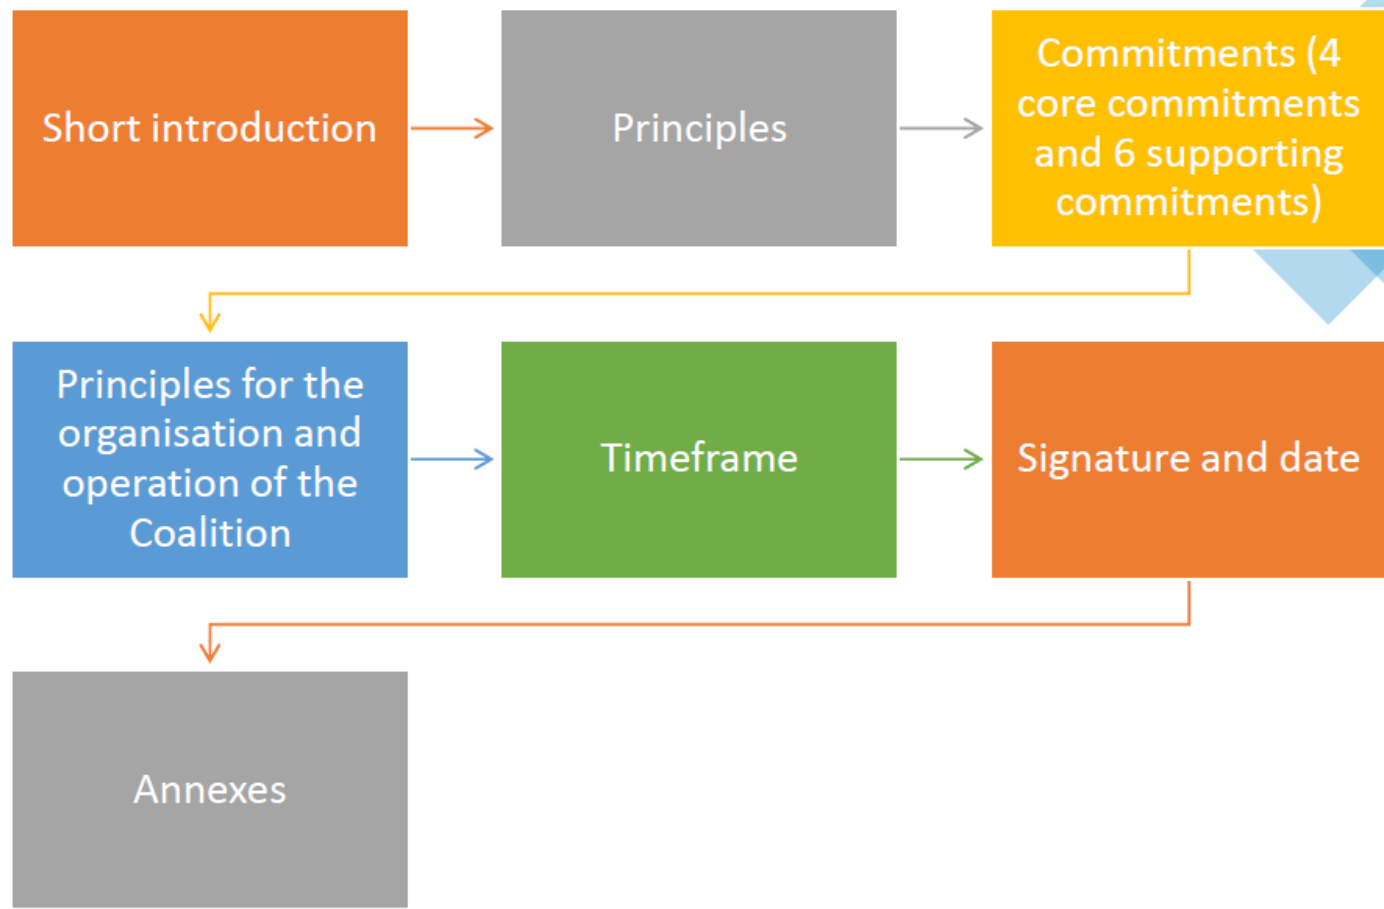 Short introduction
Principles
Commitments (4
core commitments
and 6 supporting
commitments)
Principles for the
organisation and
operation of the
Coalition
Timeframe
Signature and date
Annexes